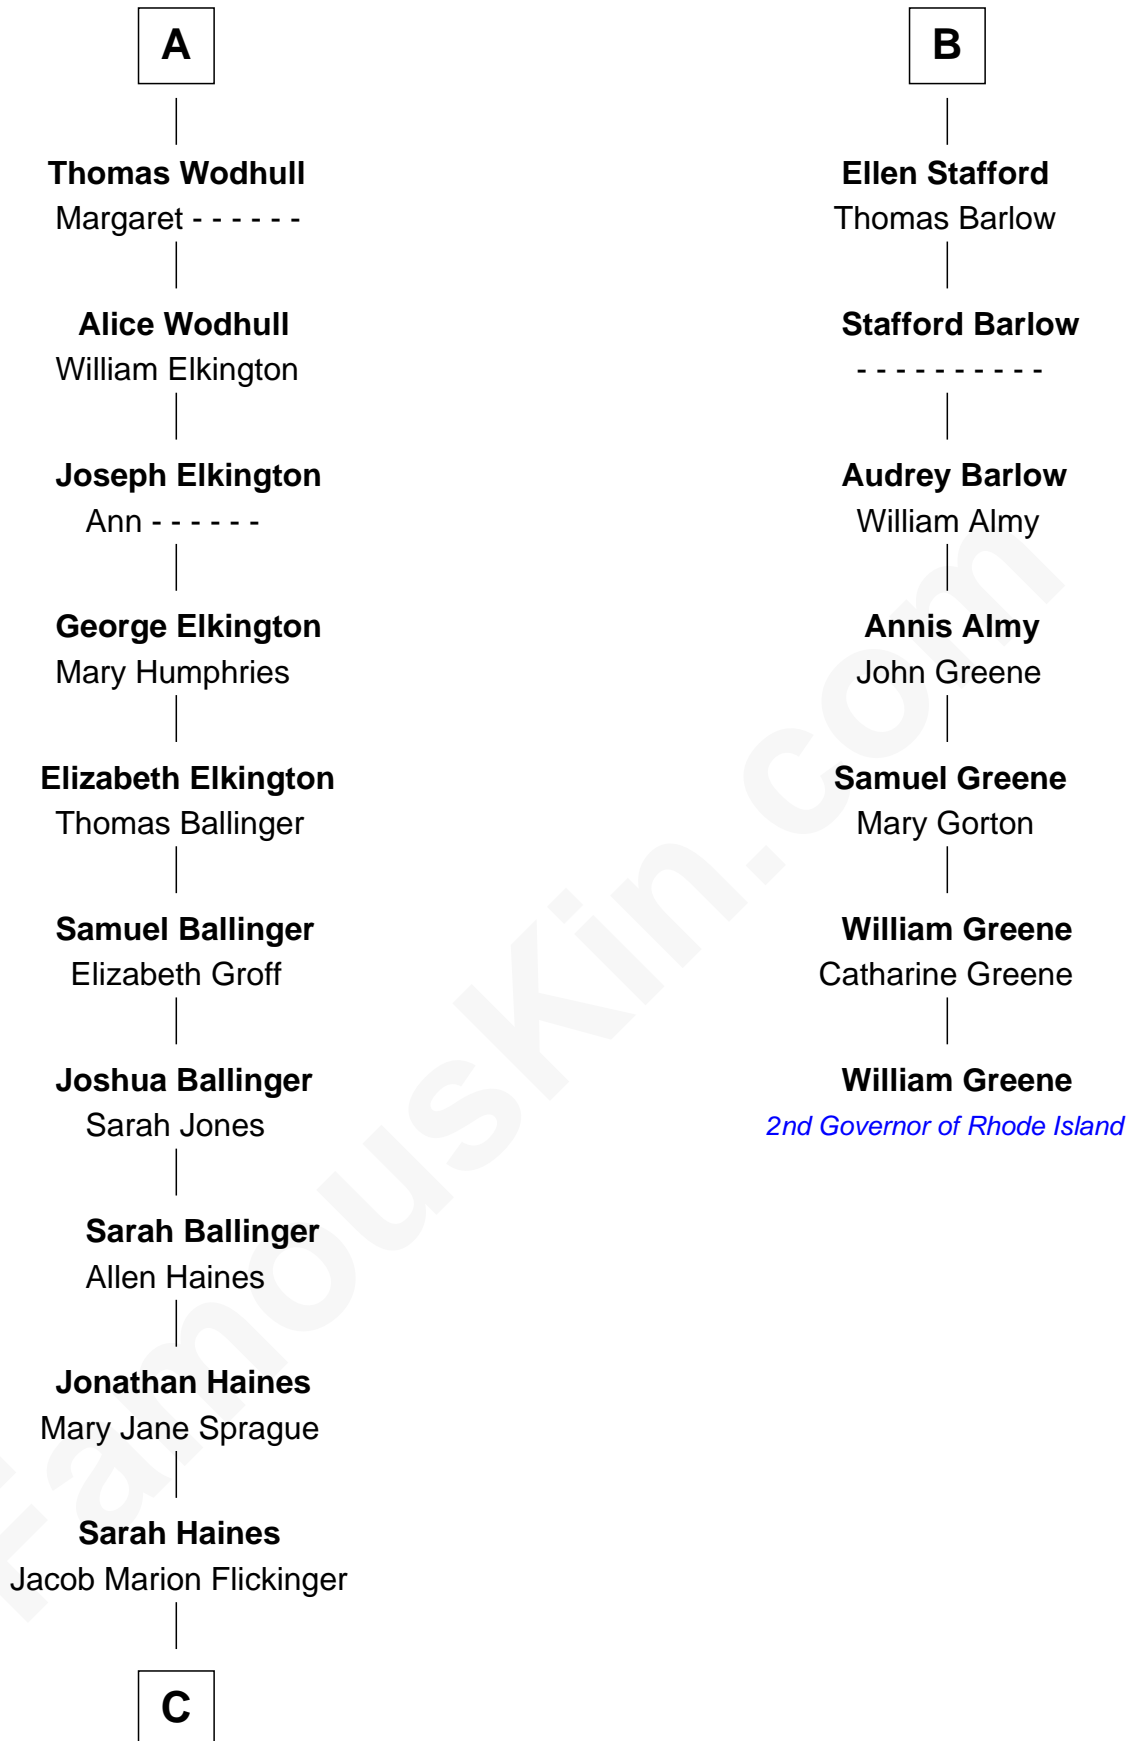 A
Thomas Wodhull
Margaret - - - - - -
Alice Wodhull
William Elkington
Joseph Elkington
Ann - - - - - -
George Elkington
Mary Humphries
Elizabeth Elkington
Thomas Ballinger
Samuel Ballinger
Elizabeth Groff
Joshua Ballinger
Sarah Jones
Sarah Ballinger
Allen Haines
Jonathan Haines
Mary Jane Sprague
Sarah Haines
Jacob Marion Flickinger
C
B
Ellen Stafford
Thomas Barlow
Stafford Barlow
- - - - - - - - - -
Audrey Barlow
William Almy
Annis Almy
John Greene
Samuel Greene
Mary Gorton
William Greene
Catharine Greene
William Greene
2nd Governor of Rhode Island
FamousKin.com